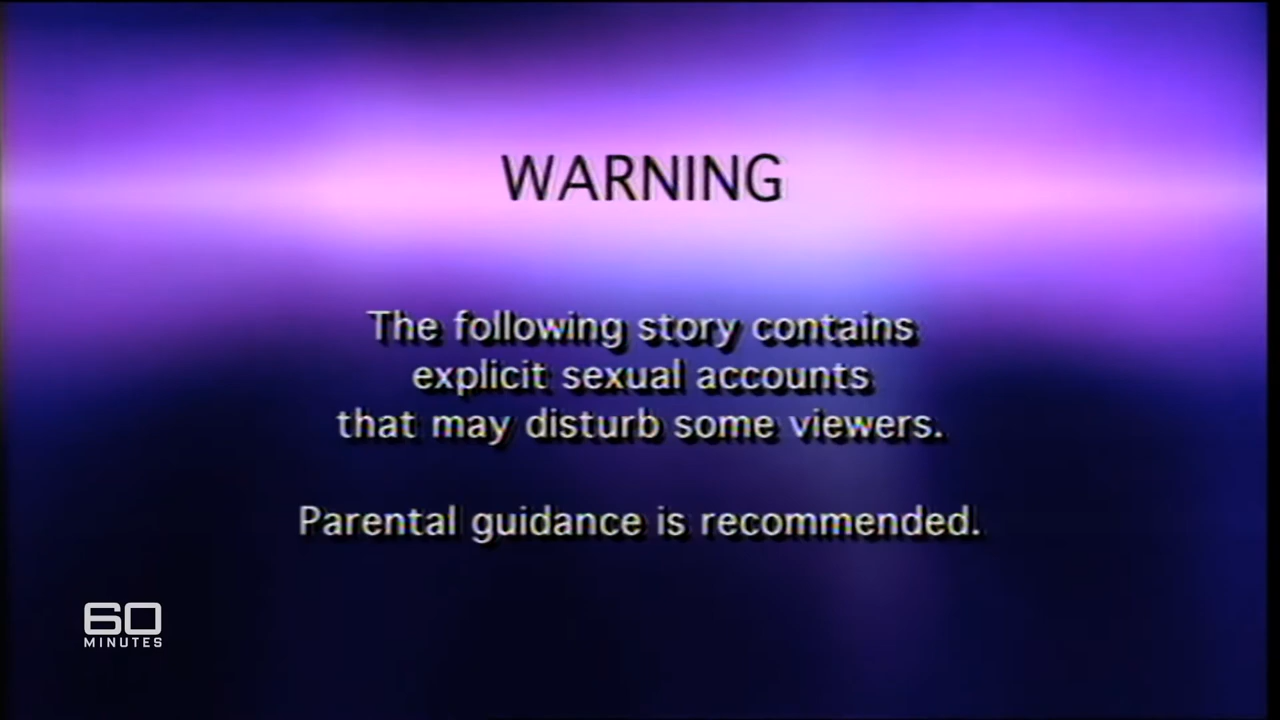 WARNING
The following story contains
explicit sexual accounts
that may disturb some viewers.
Parental guidance is recommended.
60
MINUTES